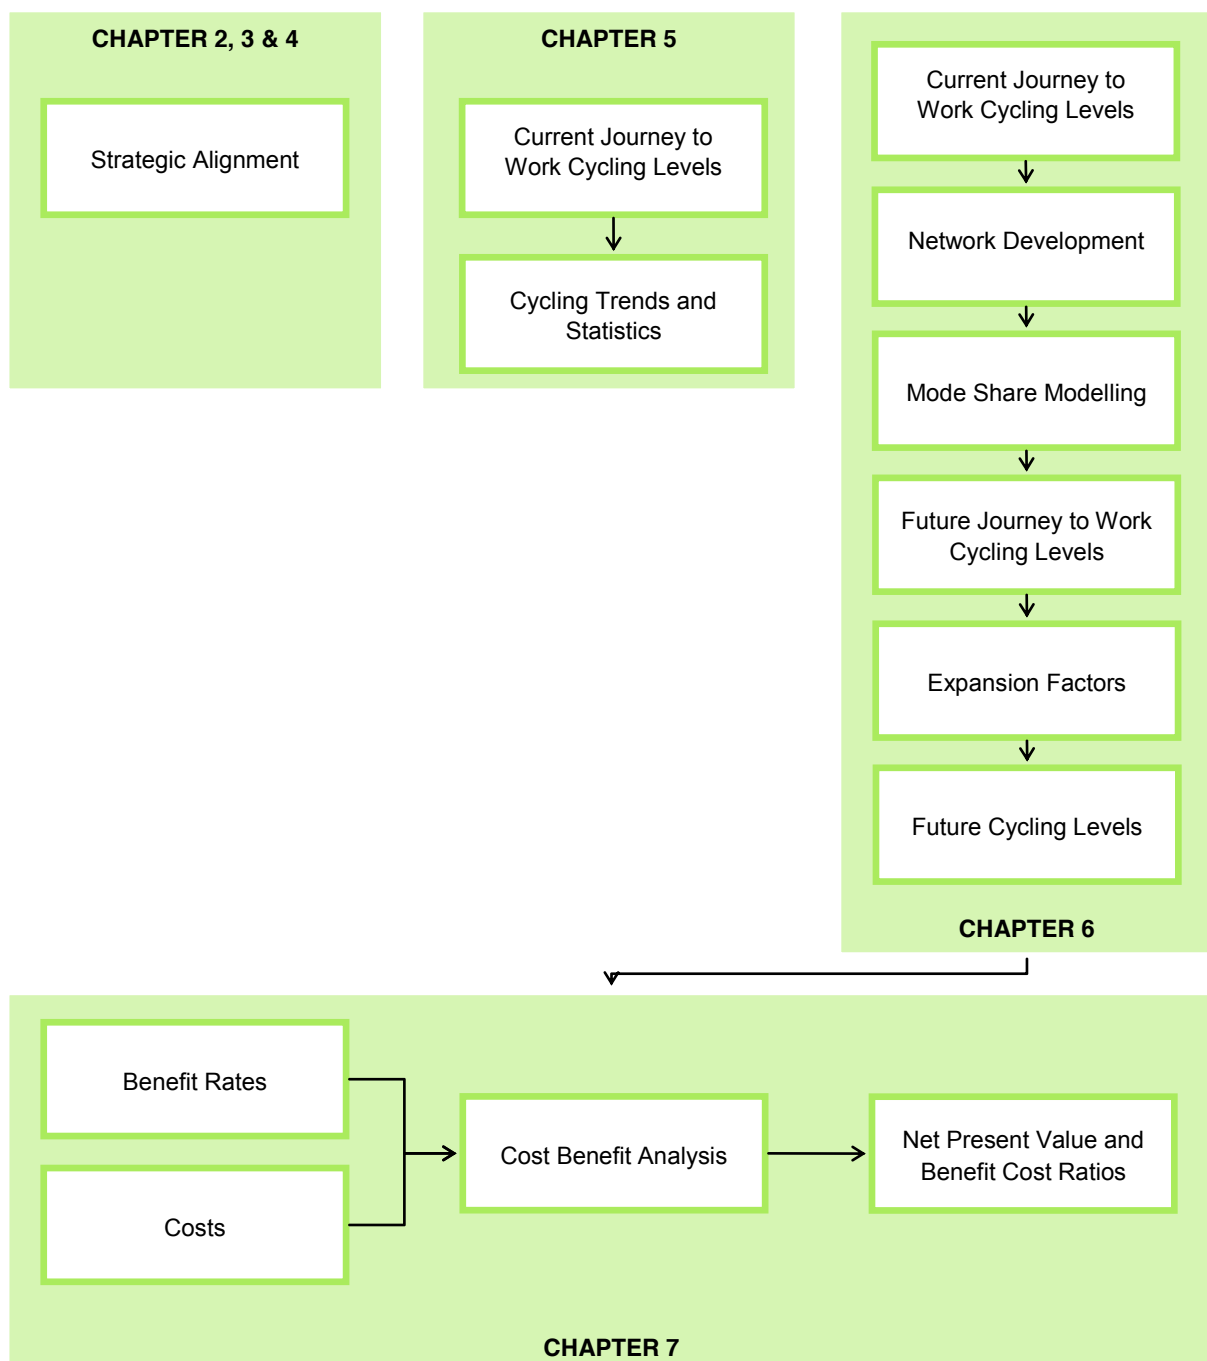 CHAPTER 2, 3 & 4
Strategic Alignment
CHAPTER 5
Current Journey to
Work Cycling Levels
Cycling Trends and
Statistics
Current Journey to
Work Cycling Levels
Network Development
Mode Share Modelling
Future Journey to Work
Cycling Levels
Expansion Factors
Future Cycling Levels
CHAPTER 6
Benefit Rates
Costs
Cost Benefit Analysis
Net Present Value and
Benefit Cost Ratios
CHAPTER 7